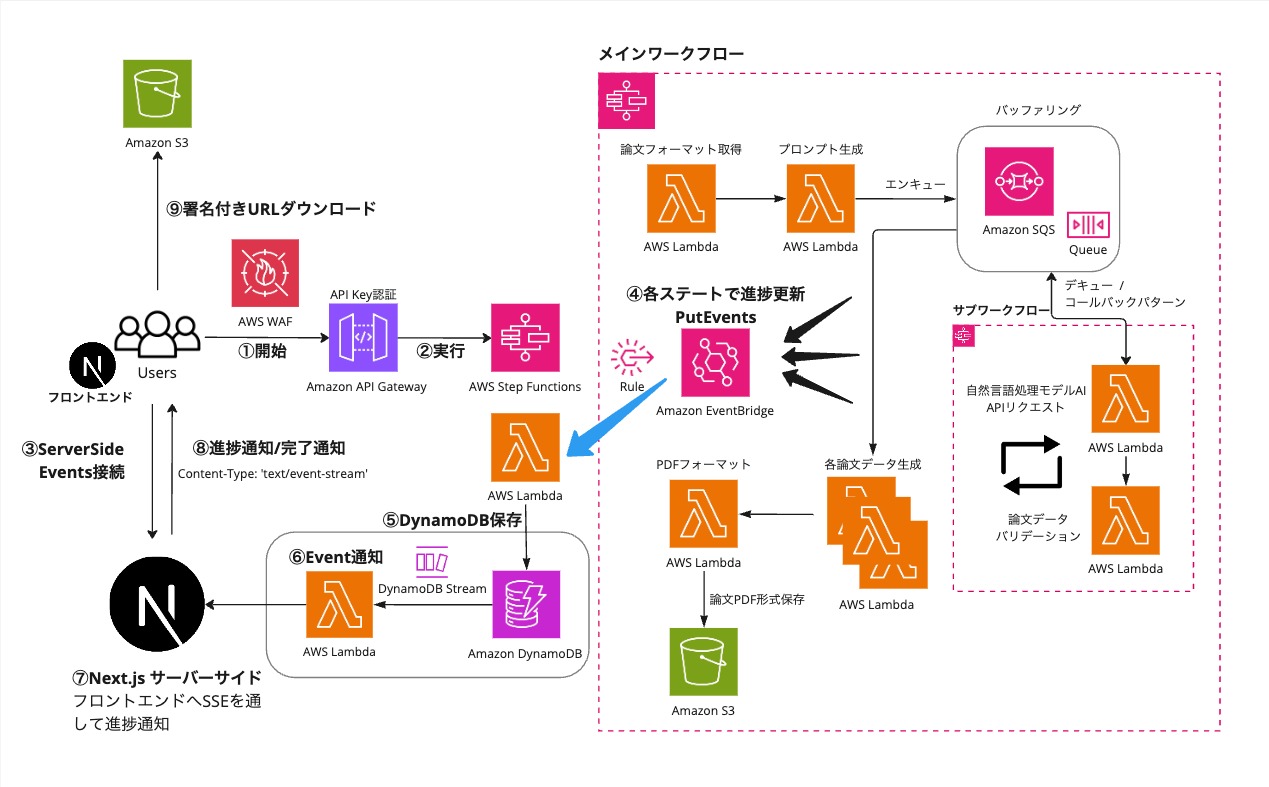 Amazon S3
⑨署名付きURLダウンロード
AWS WAF
Users
フロントエンド
①開始
API Key認証
Amazon API Gateway
②実行
AWS Step Functions
③ServerSide
Events接続
⑧進捗通知/完了通知
Content-Type: 'text/event-stream'
AWS Lambda
⑤DynamoDB保存
⑥Event通知
DynamoDB Stream
AWS Lambda
Amazon DynamoDB
N
N
⑦Next.js サーバーサイド
フロントエンドへSSEを通
して進捗通知
メインワークフロー
論文フォーマット取得
AWS Lambda
プロンプト生成
AWS Lambda
エンキュー
バッファリング
Amazon SQS
Queue
④各ステートで進捗更新
PutEvents
Rule
Amazon EventBridge
デキュー /
コールバックパターン
サブワークフロー
自然言語処理モデルAI
APIリクエスト
AWS Lambda
論文データ
バリデーション
AWS Lambda
各論文データ生成
AWS Lambda
PDFフォーマット
AWS Lambda
論文PDF形式保存
Amazon S3